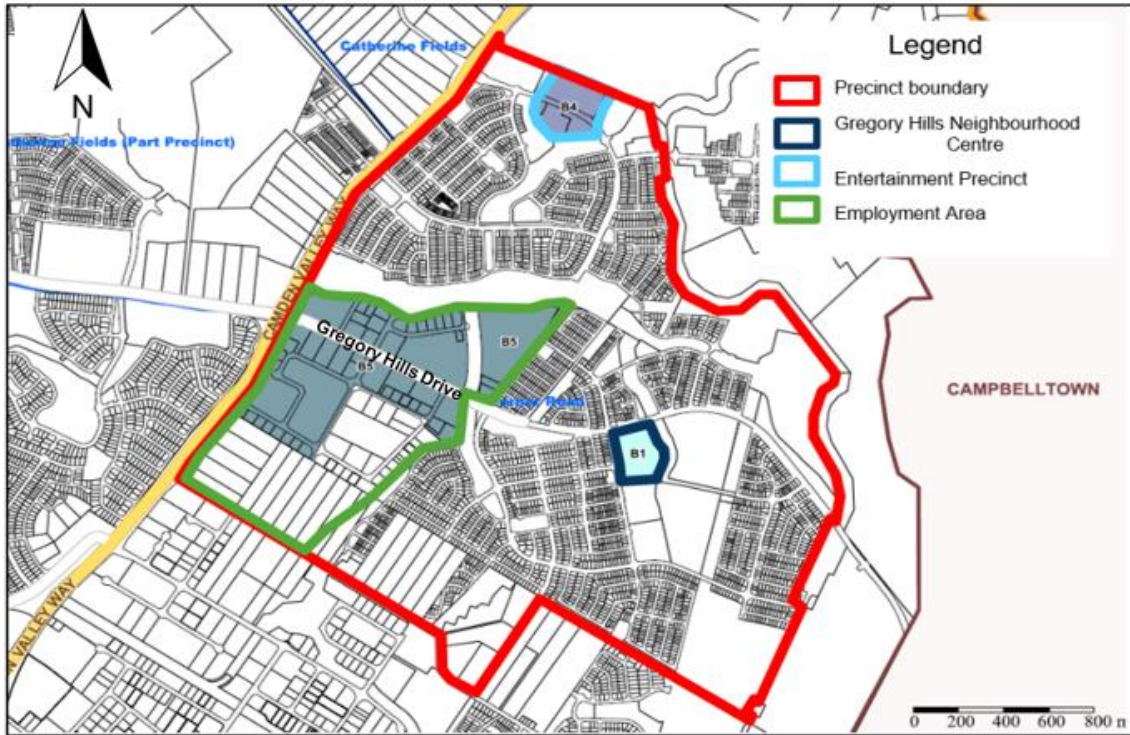 Legend
Precinct boundary
Gregory Hills Neighbourhood
Centre
Entertainment Precinct
Employment Area
N
Catherine Fields
Fields (Part Precinct)
B4
CAMDEN VALLEY WAY
B5
Gregory Hills Drive
B5
Road
B1
CAMPBELLTOWN
N VALLEY WAY
0 200 400 600 800 m